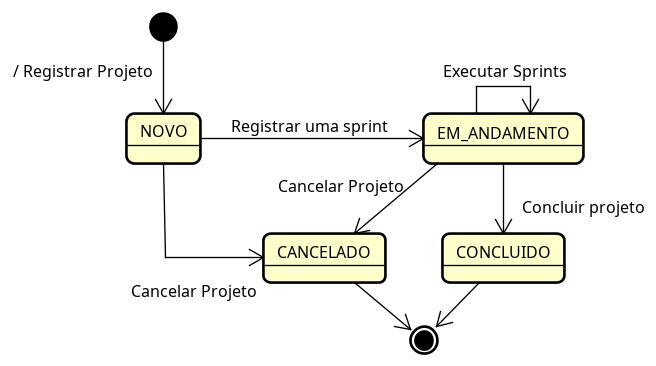 / Registrar Projeto
Executar Sprints
NOVO
Registrar uma sprint
EM_ANDAMENTO
Cancelar Projeto
Concluir projeto
CANCELADO
CONCLUIDO
Cancelar Projeto